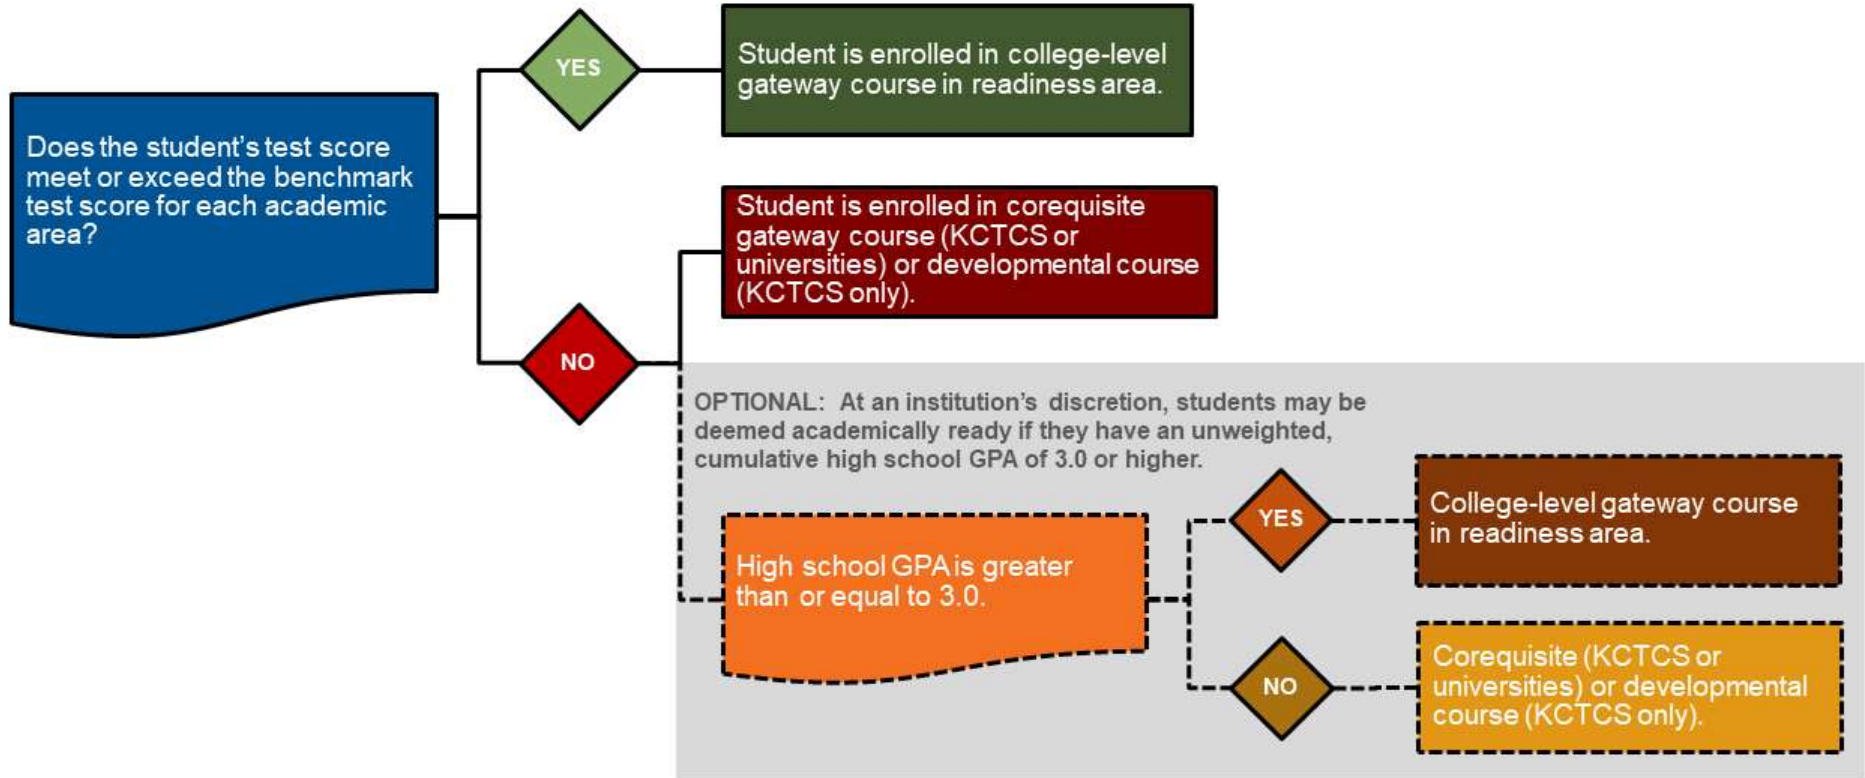 Does the student's test score
meet or exceed the benchmark
test score for each academic
area?
YES
Student is enrolled in college-level
gateway course in readiness area.
NO
Student is enrolled in corequisite
gateway course (KCTCS or
universities) or developmental course
(KCTCS only).
OPTIONAL: At an institution's discretion, students may be
deemed academically ready if they have an unweighted,
cumulative high school GPA of 3.0 or higher.
High school GPA is greater
than or equal to 3.0.
YES
College-level gateway course
in readiness area.
NO
Corequisite (KCTCS or
universities) or developmental
course (KCTCS only).